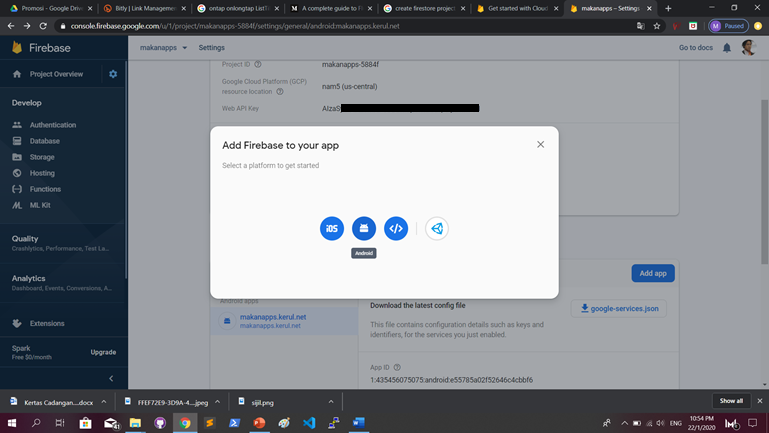 Promosi - Google Drive
Bitly | Link Management
ontap onlongtap ListTi
A complete guide to Fl
create firestore project
Get started with Cloud
makanapps – Settings
console.firebase.google.com/u/1/project/makanapps-5884f/settings/general/android:makanapps.kerul.net
M
Paused
Firebase
makanapps
Settings
Go to docs
Project Overview
Project ID
makanapps-5884f
Google Cloud Platform (GCP)
resource location
nam5 (us-central)
Web API Key
AIzaS
Develop
Authentication
Database
Storage
Hosting
Functions
ML Kit
Quality
Crashlytics, Performance, Test La...
Analytics
Dashboard, Events, Conversions, A...
Extensions
Spark
Free $0/month
Upgrade
Add Firebase to your app
Select a platform to get started
iOS
Android
Add app
Android apps
makanapps.kerul.net
makanapps.kerul.net
Download the latest config file
google-services.json
This file contains configuration details such as keys and
identifiers, for the services you just enabled.
App ID
1:435456075075:android:e55785a02f52646c4cbbf6
Kertas Cadangan....docx
FFEF72E9-3D9A-4....jpeg
sijil.png
Show all
41
ENG
10:54 PM
22/1/2020